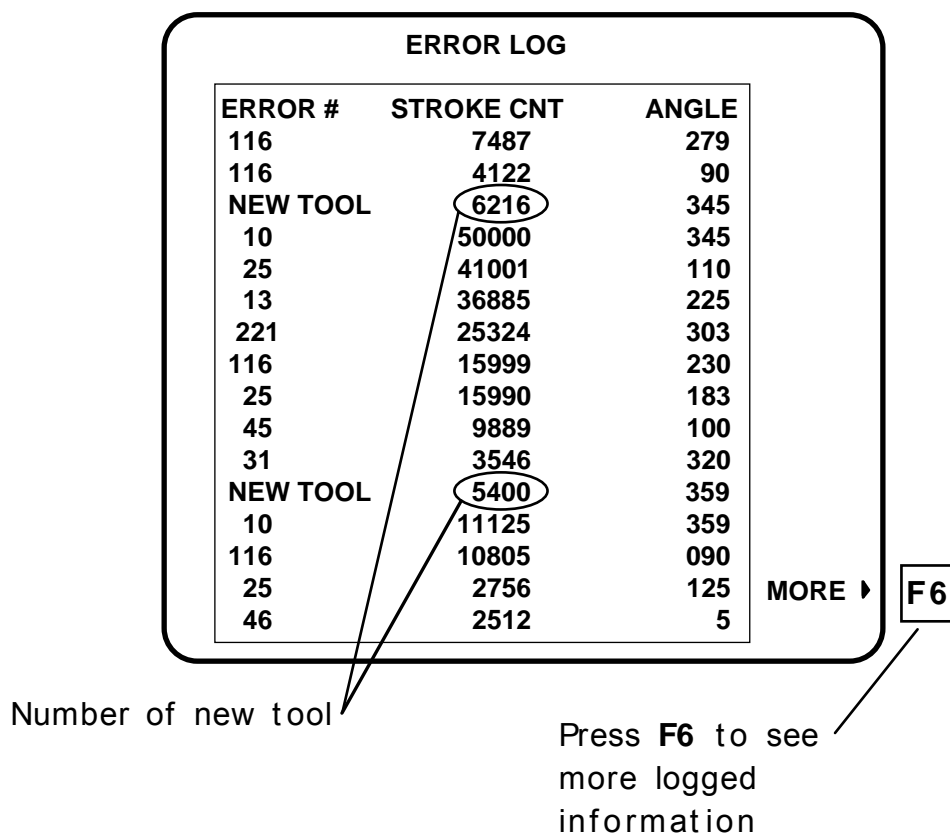 ERROR LOG
ERROR # STROKE CNT ANGLE
116 7487 279
116 4122 90
NEW TOOL 6216 345
10 50000 345
25 41001 110
13 36885 225
221 25324 303
116 15999 230
25 15990 183
45 9889 100
31 3546 320
NEW TOOL 5400 359
10 11125 359
116 10805 090
25 2756 125 MORE F6
46 2512 5
Number of new tool
Press F6 to see
more logged
information